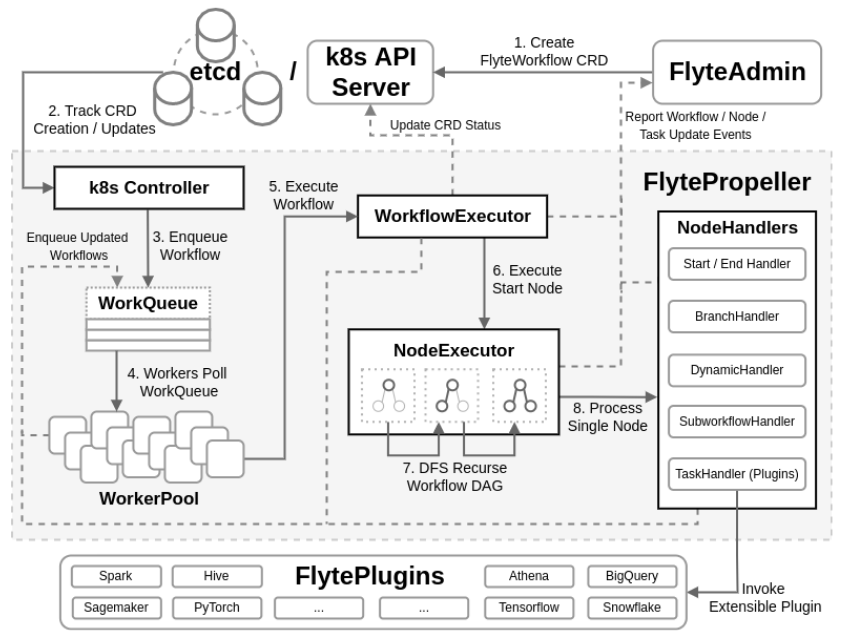 etcd
/
k8s API
Server
1. Create
FlyteWorkflow CRD
FlyteAdmin
2. Track CRD
Creation / Updates
Update CRD Status
Report Workflow / Node /
Task Update Events
FlytePropeller
k8s Controller
5. Execute
Workflow
WorkflowExecutor
NodeHandlers
Enqueue Updated
Workflows
3. Enqueue
Workflow
Start / End Handler
6. Execute
Start Node
WorkQueue
BranchHandler
NodeExecutor
4. Workers Poll
WorkQueue
DynamicHandler
8. Process
Single Node
SubworkflowHandler
7. DFS Recurse
Workflow DAG
TaskHandler (Plugins)
WorkerPool
FlytePlugins
Spark
Hive
Athena
BigQuery
Sagemaker
PyTorch
...
...
Tensorflow
Snowflake
Invoke
Extensible Plugin